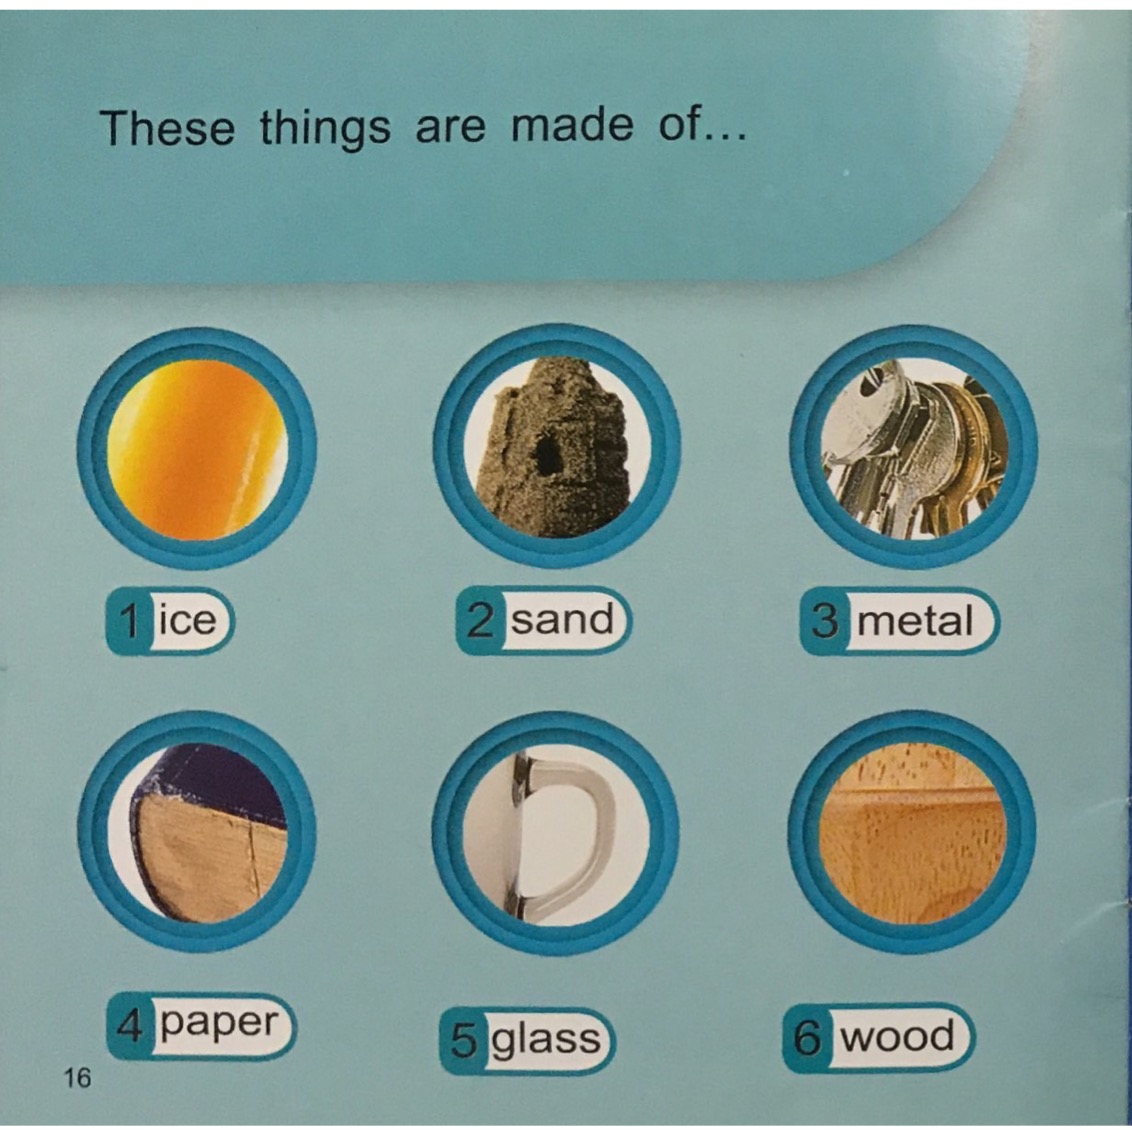 These things are made of...
1 ice
2 sand
3 metal
4 paper
5 glass
6 wood
16